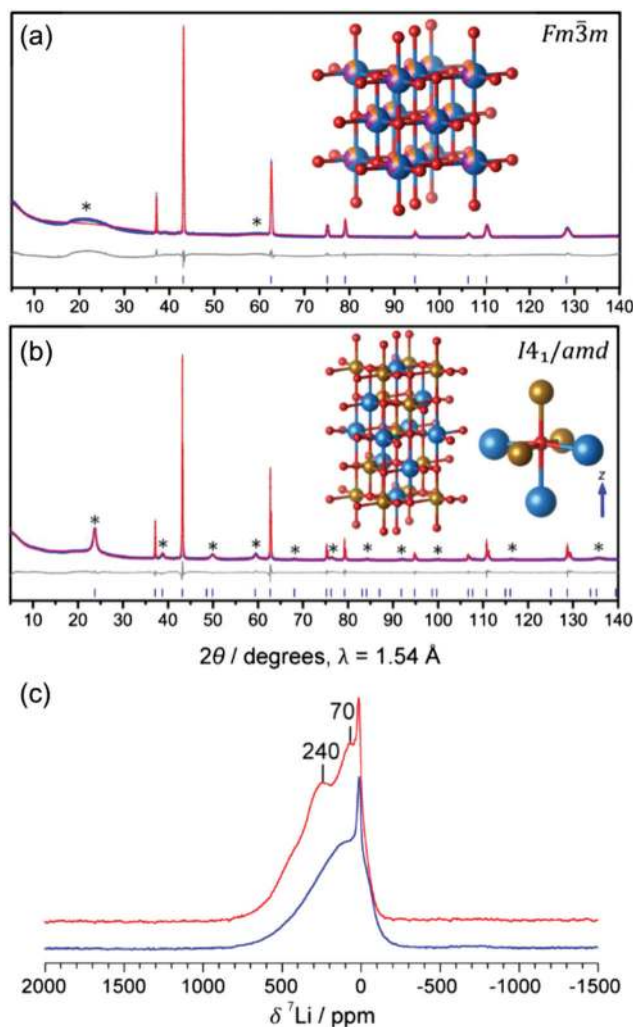 (a)
Fm3̄m
*
*
10 20 30 40 50 60 70 80 90 100 110 120 130 140
(b)
I4₁/amd
z
* * * * * * * * * * *
10 20 30 40 50 60 70 80 90 100 110 120 130 140
2θ / degrees, λ = 1.54 Å
(c)
70
240
2000 1500 1000 500 0 -500 -1000 -1500
δ ⁷Li / ppm